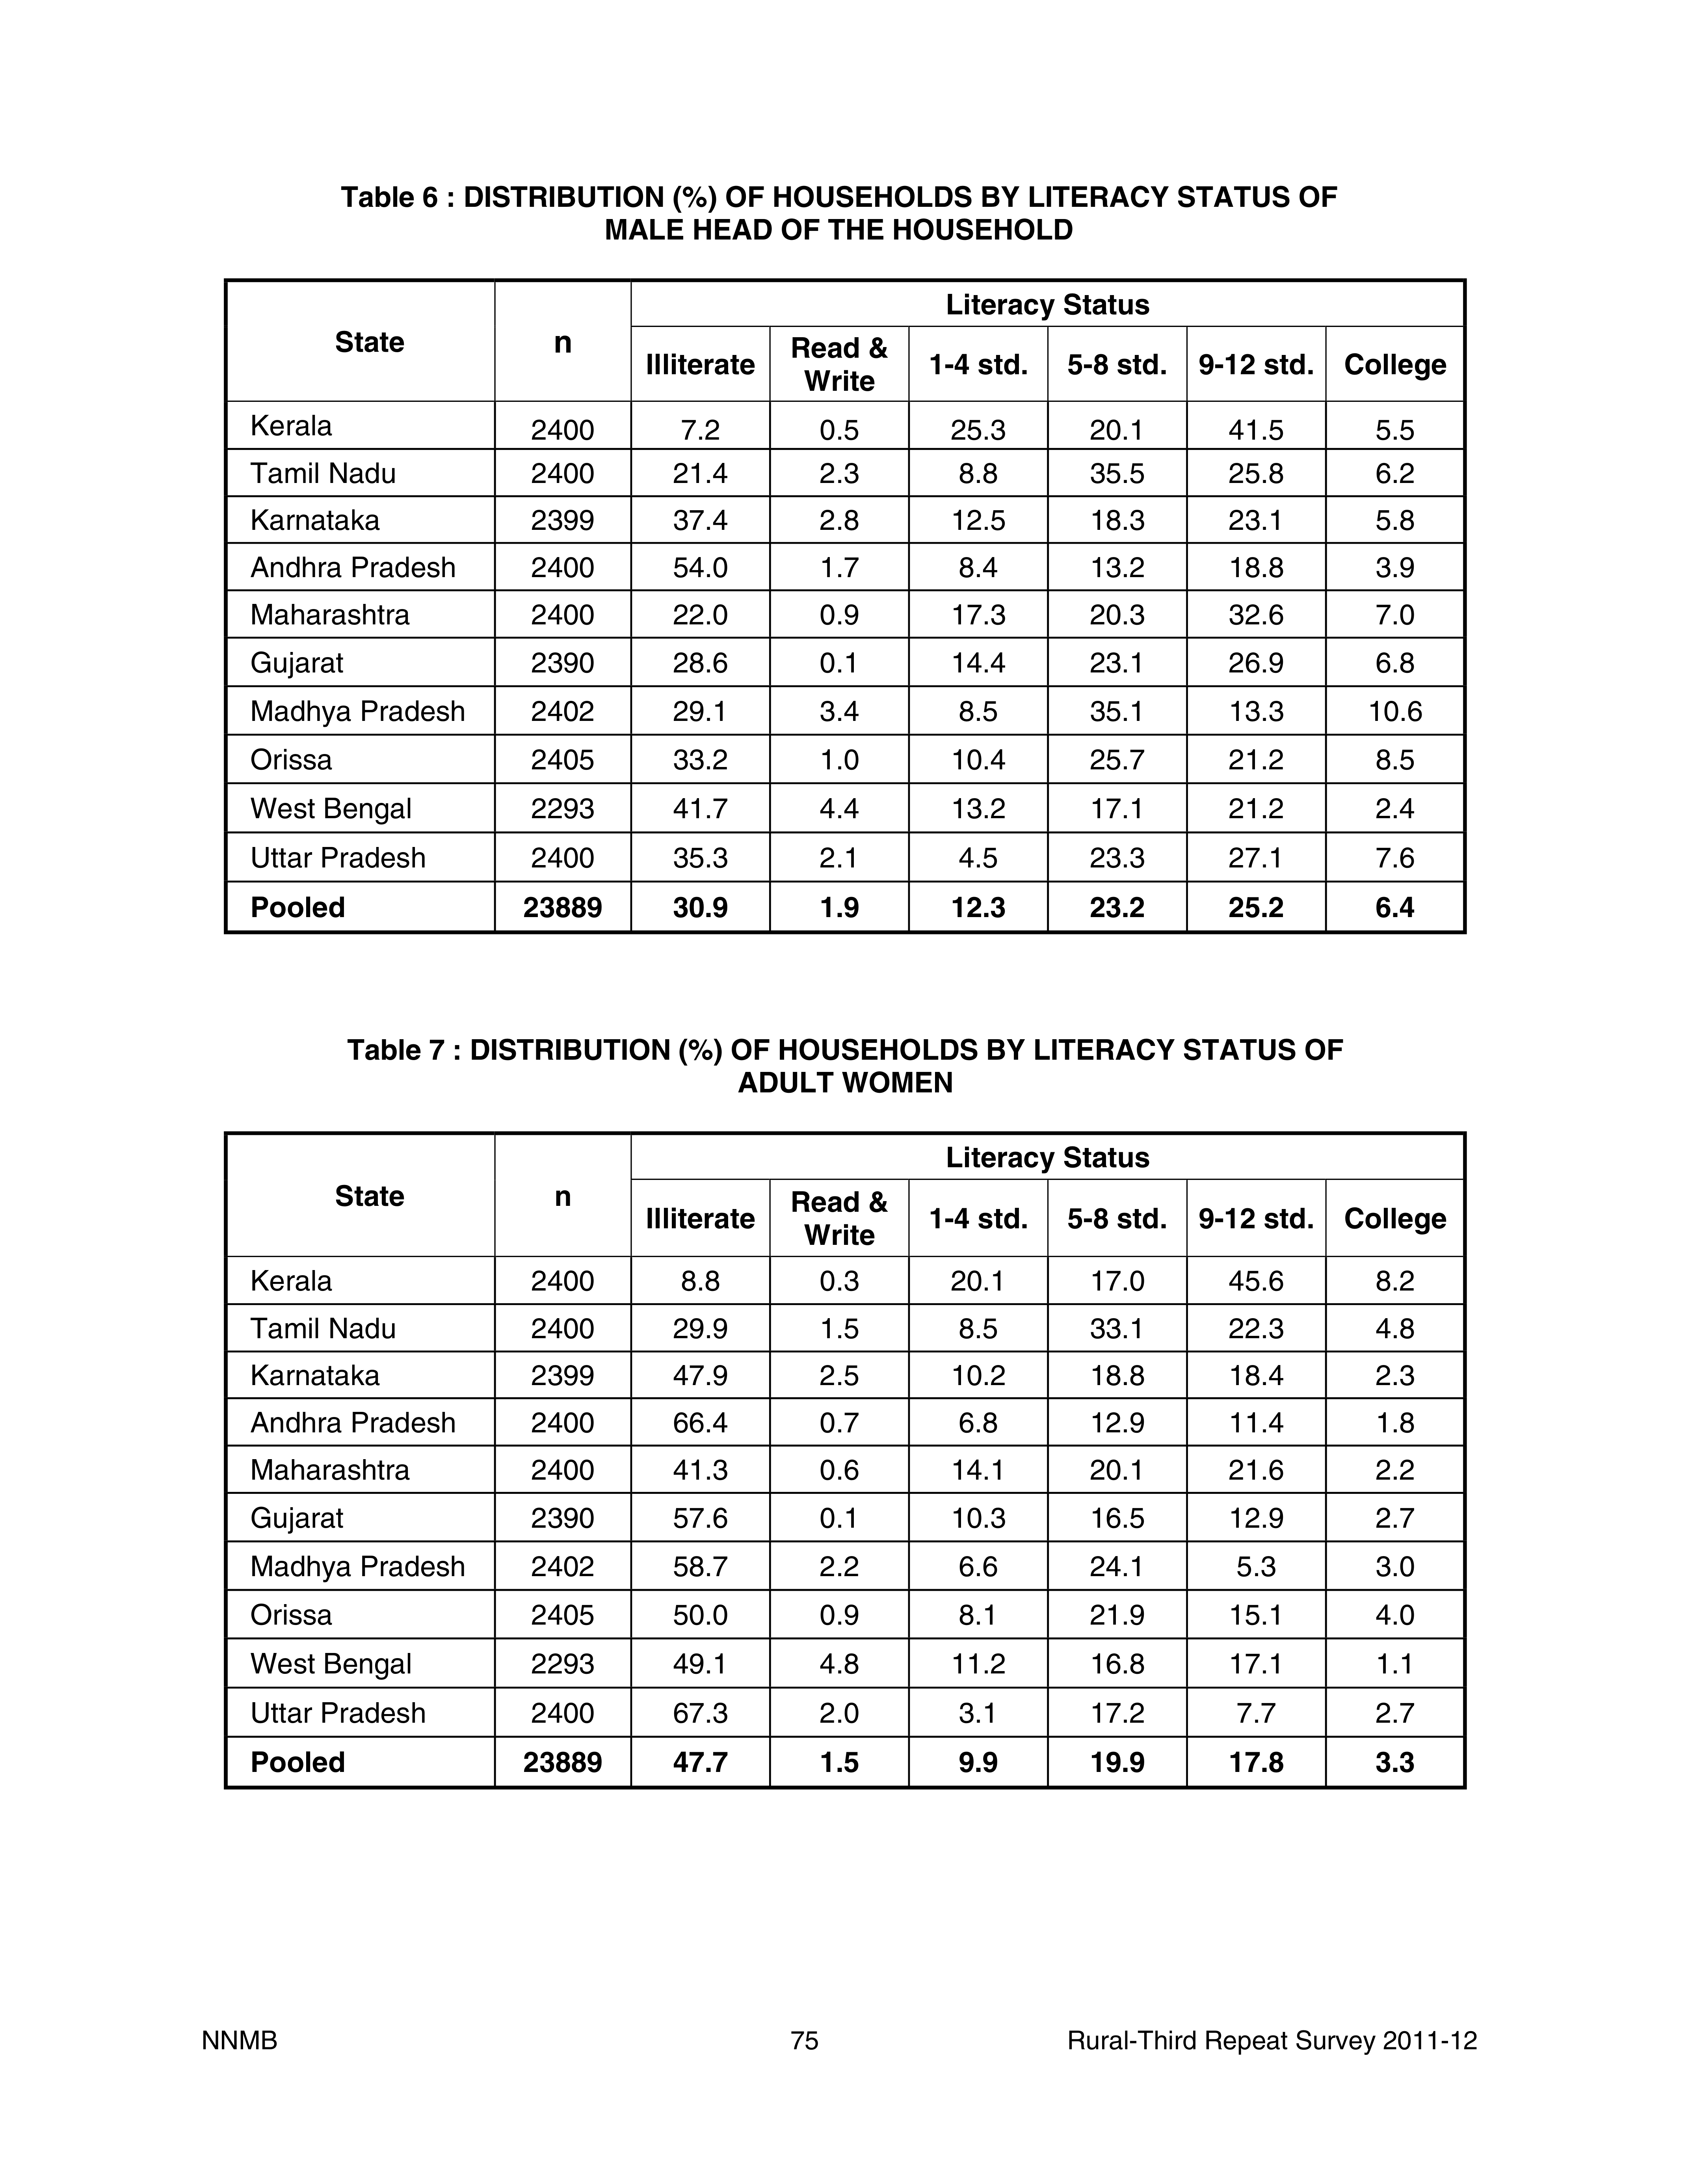 Table 6 : DISTRIBUTION (%) OF HOUSEHOLDS BY LITERACY STATUS OF
MALE HEAD OF THE HOUSEHOLD
State n Literacy Status
Illiterate Read & Write 1-4 std. 5-8 std. 9-12 std. College
Kerala 2400 7.2 0.5 25.3 20.1 41.5 5.5
Tamil Nadu 2400 21.4 2.3 8.8 35.5 25.8 6.2
Karnataka 2399 37.4 2.8 12.5 18.3 23.1 5.8
Andhra Pradesh 2400 54.0 1.7 8.4 13.2 18.8 3.9
Maharashtra 2400 22.0 0.9 17.3 20.3 32.6 7.0
Gujarat 2390 28.6 0.1 14.4 23.1 26.9 6.8
Madhya Pradesh 2402 29.1 3.4 8.5 35.1 13.3 10.6
Orissa 2405 33.2 1.0 10.4 25.7 21.2 8.5
West Bengal 2293 41.7 4.4 13.2 17.1 21.2 2.4
Uttar Pradesh 2400 35.3 2.1 4.5 23.3 27.1 7.6
Pooled 23889 30.9 1.9 12.3 23.2 25.2 6.4
Table 7 : DISTRIBUTION (%) OF HOUSEHOLDS BY LITERACY STATUS OF
ADULT WOMEN
State n Literacy Status
Illiterate Read & Write 1-4 std. 5-8 std. 9-12 std. College
Kerala 2400 8.8 0.3 20.1 17.0 45.6 8.2
Tamil Nadu 2400 29.9 1.5 8.5 33.1 22.3 4.8
Karnataka 2399 47.9 2.5 10.2 18.8 18.4 2.3
Andhra Pradesh 2400 66.4 0.7 6.8 12.9 11.4 1.8
Maharashtra 2400 41.3 0.6 14.1 20.1 21.6 2.2
Gujarat 2390 57.6 0.1 10.3 16.5 12.9 2.7
Madhya Pradesh 2402 58.7 2.2 6.6 24.1 5.3 3.0
Orissa 2405 50.0 0.9 8.1 21.9 15.1 4.0
West Bengal 2293 49.1 4.8 11.2 16.8 17.1 1.1
Uttar Pradesh 2400 67.3 2.0 3.1 17.2 7.7 2.7
Pooled 23889 47.7 1.5 9.9 19.9 17.8 3.3
NNMB 75 Rural-Third Repeat Survey 2011-12